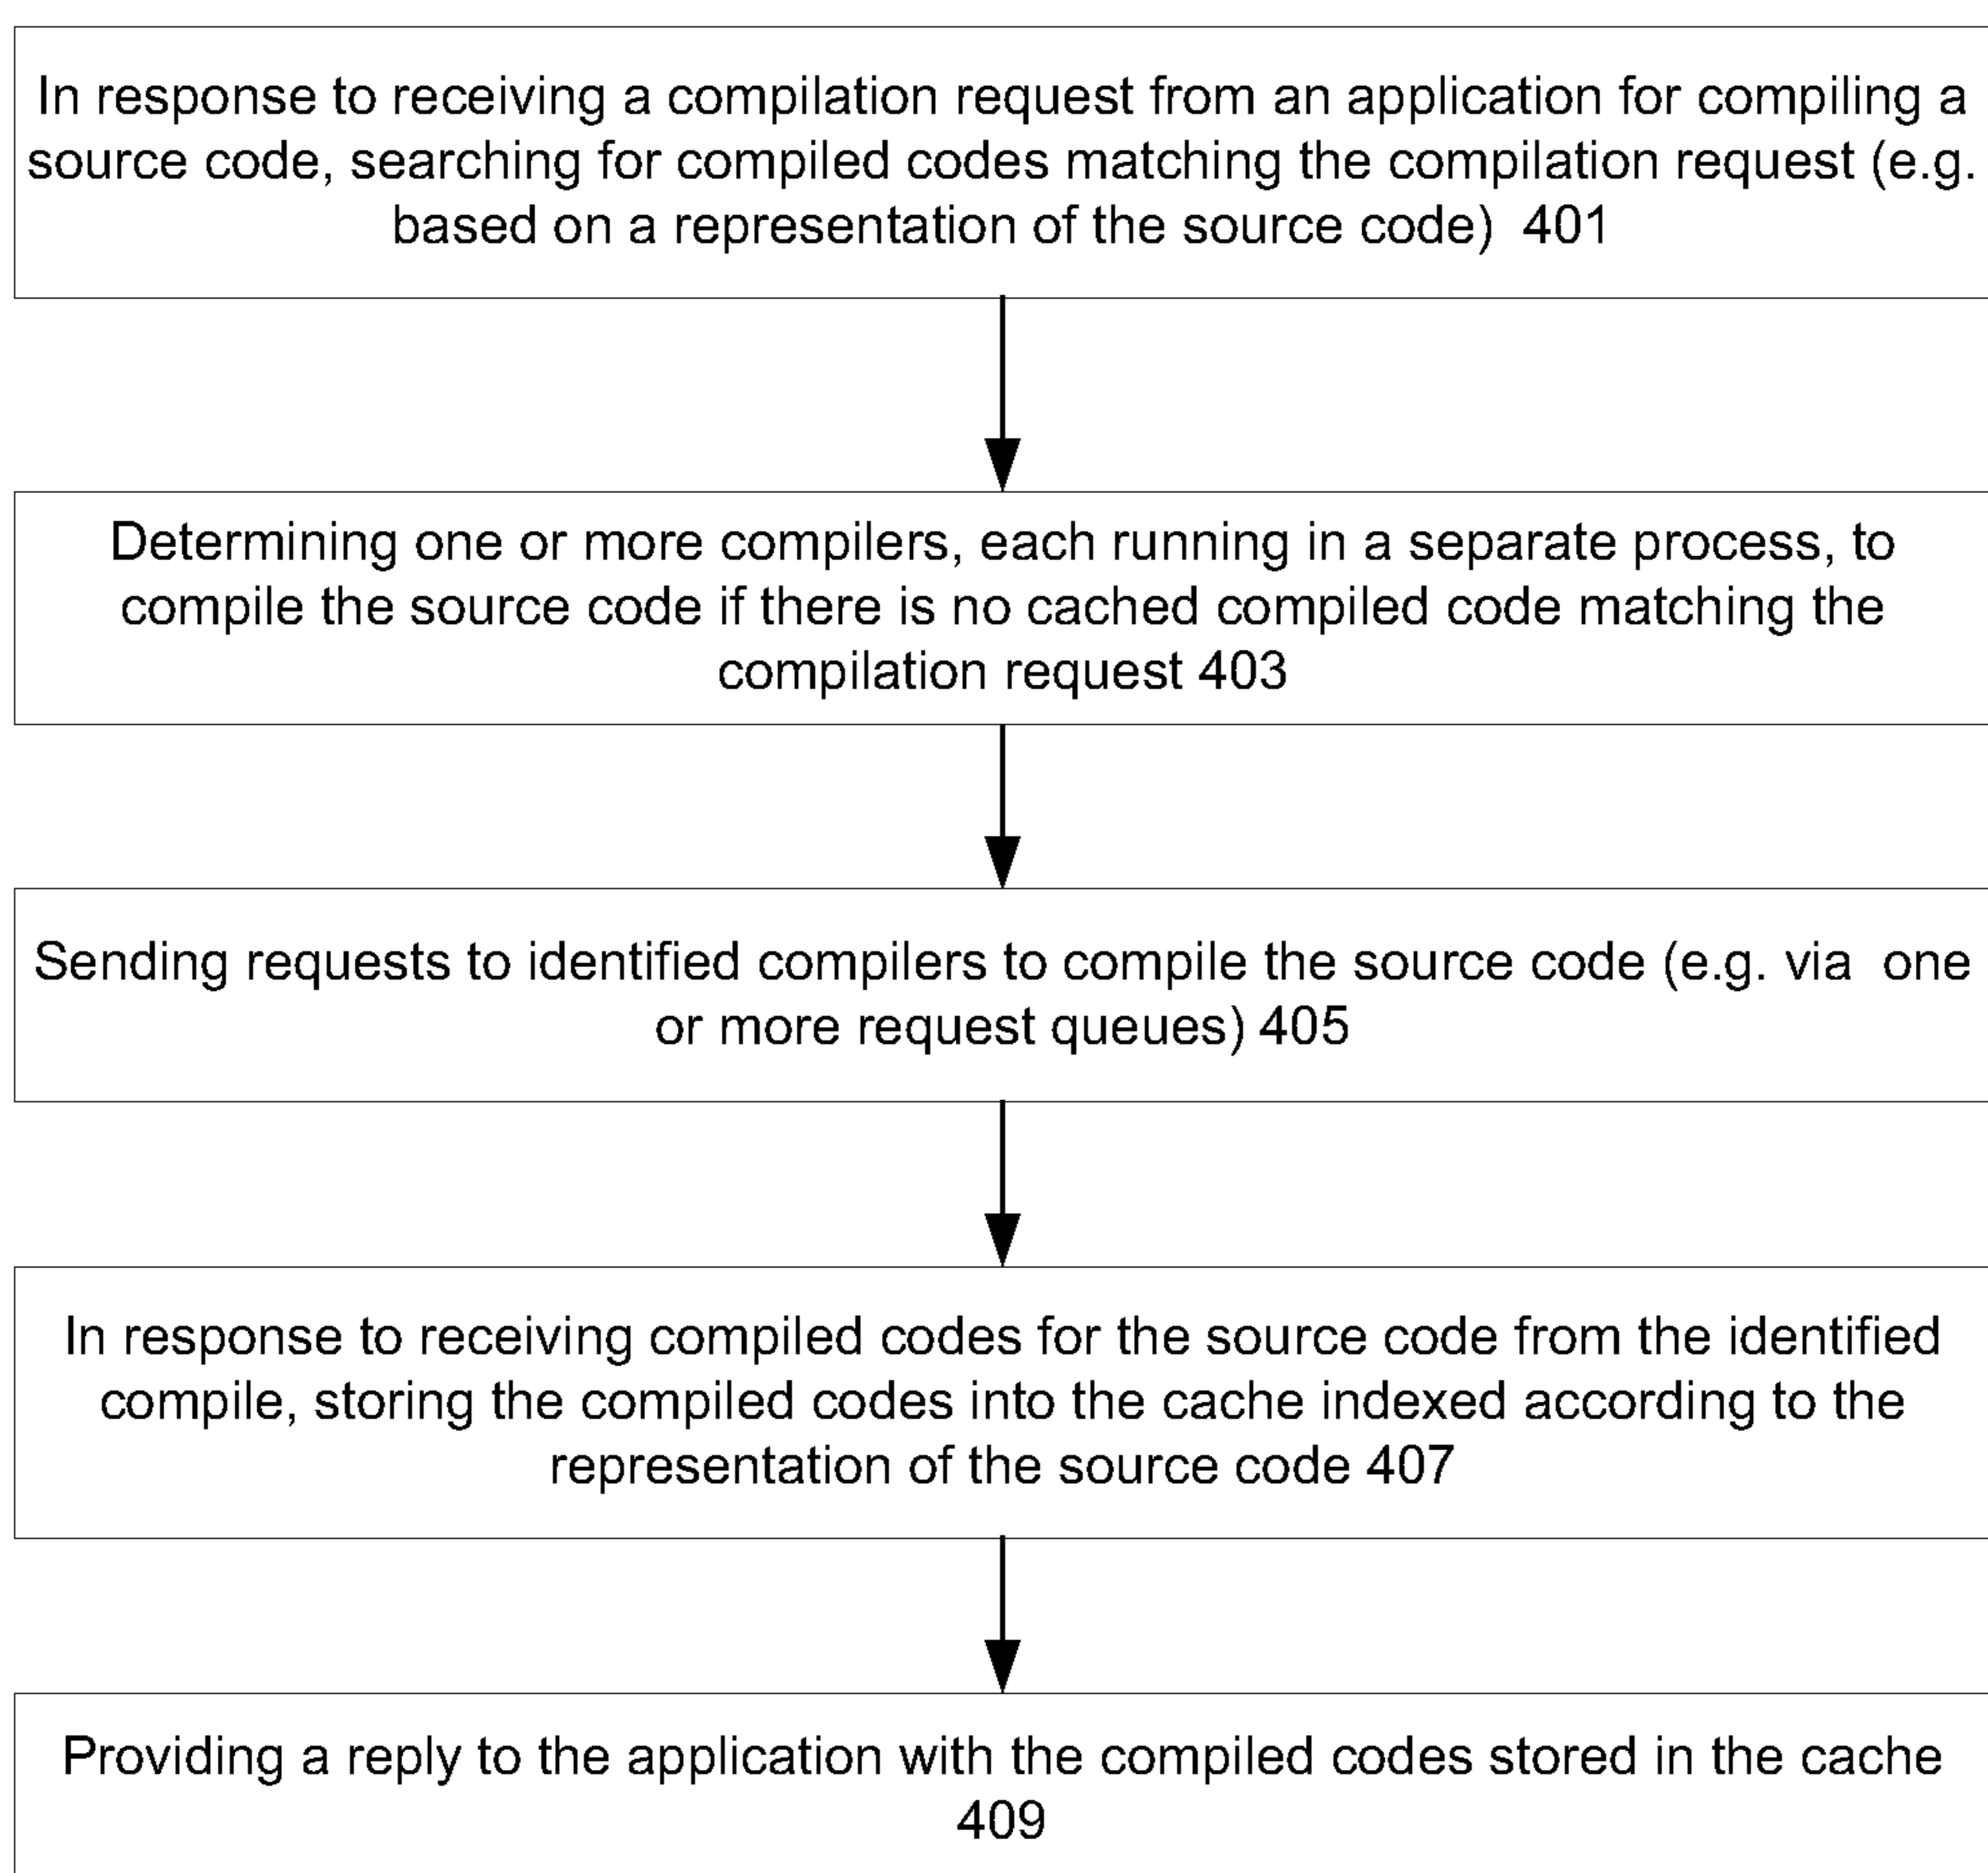 In response to receiving a compilation request from an application for compiling a
source code, searching for compiled codes matching the compilation request (e.g.
based on a representation of the source code)  401
Determining one or more compilers, each running in a separate process, to
compile the source code if there is no cached compiled code matching the
compilation request 403
Sending requests to identified compilers to compile the source code (e.g. via  one
or more request queues) 405
In response to receiving compiled codes for the source code from the identified
compile, storing the compiled codes into the cache indexed according to the
representation of the source code 407
Providing a reply to the application with the compiled codes stored in the cache
409